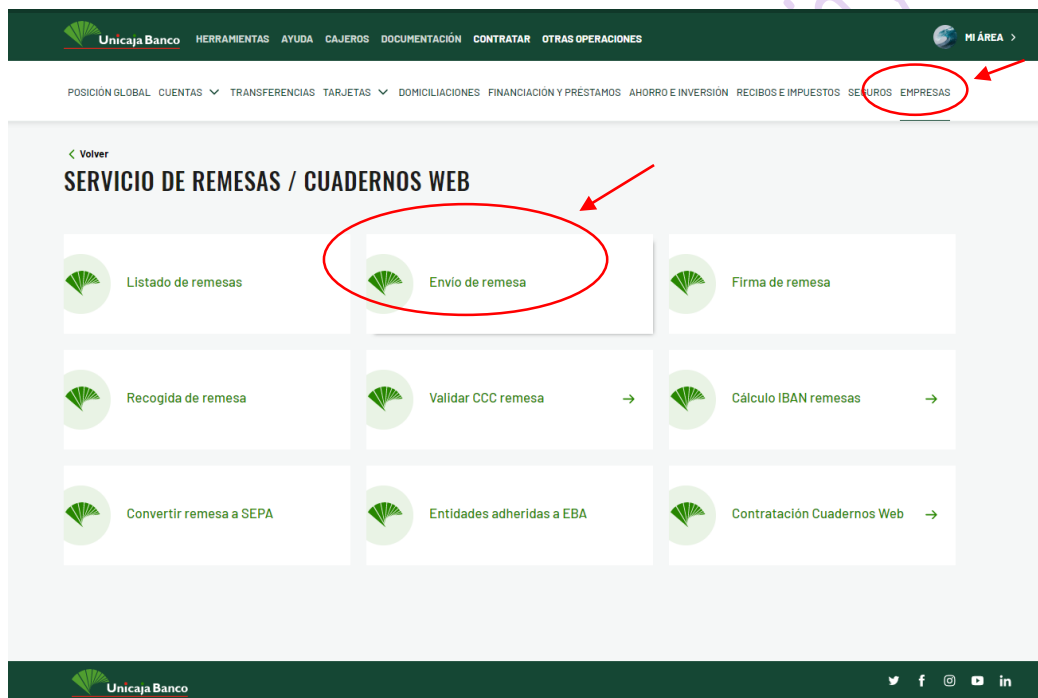 Unicaja Banco HERRAMIENTAS AYUDA CAJEROS DOCUMENTACIÓN CONTRATAR OTRAS OPERACIONES MI ÁREA >
POSICIÓN GLOBAL CUENTAS TRANSFERENCIAS TARJETAS DOMICILIACIONES FINANCIACIÓN Y PRÉSTAMOS AHORRO E INVERSIÓN RECIBOS E IMPUESTOS SEGUROS EMPRESAS
< Volver
SERVICIO DE REMESAS / CUADERNOS WEB
Listado de remesas
Envío de remesa
Firma de remesa
Recogida de remesa
Validar CCC remesa →
Cálculo IBAN remesas →
Convertir remesa a SEPA
Entidades adheridas a EBA
Contratación Cuadernos Web →
Unicaja Banco